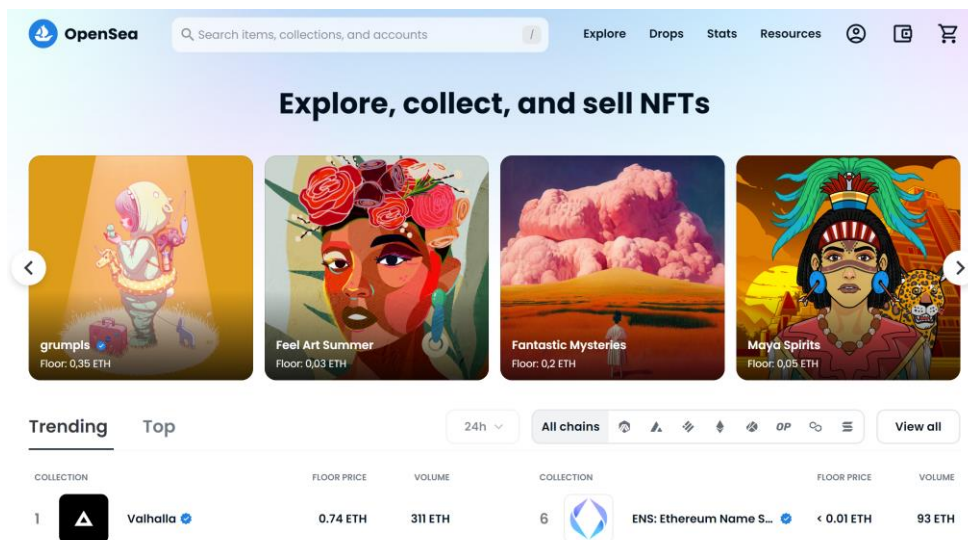 OpenSea
Search items, collections, and accounts /
Explore Drops Stats Resources
Explore, collect, and sell NFTs
grumpls
Floor: 0,35 ETH
Feel Art Summer
Floor: 0,03 ETH
Fantastic Mysteries
Floor: 0,2 ETH
Maya Spirits
Floor: 0,05 ETH
Trending Top
24h
All chains OP
View all
COLLECTION FLOOR PRICE VOLUME
COLLECTION FLOOR PRICE VOLUME
1 Valhalla 0.74 ETH 311 ETH
6 ENS: Ethereum Name S... < 0.01 ETH 93 ETH